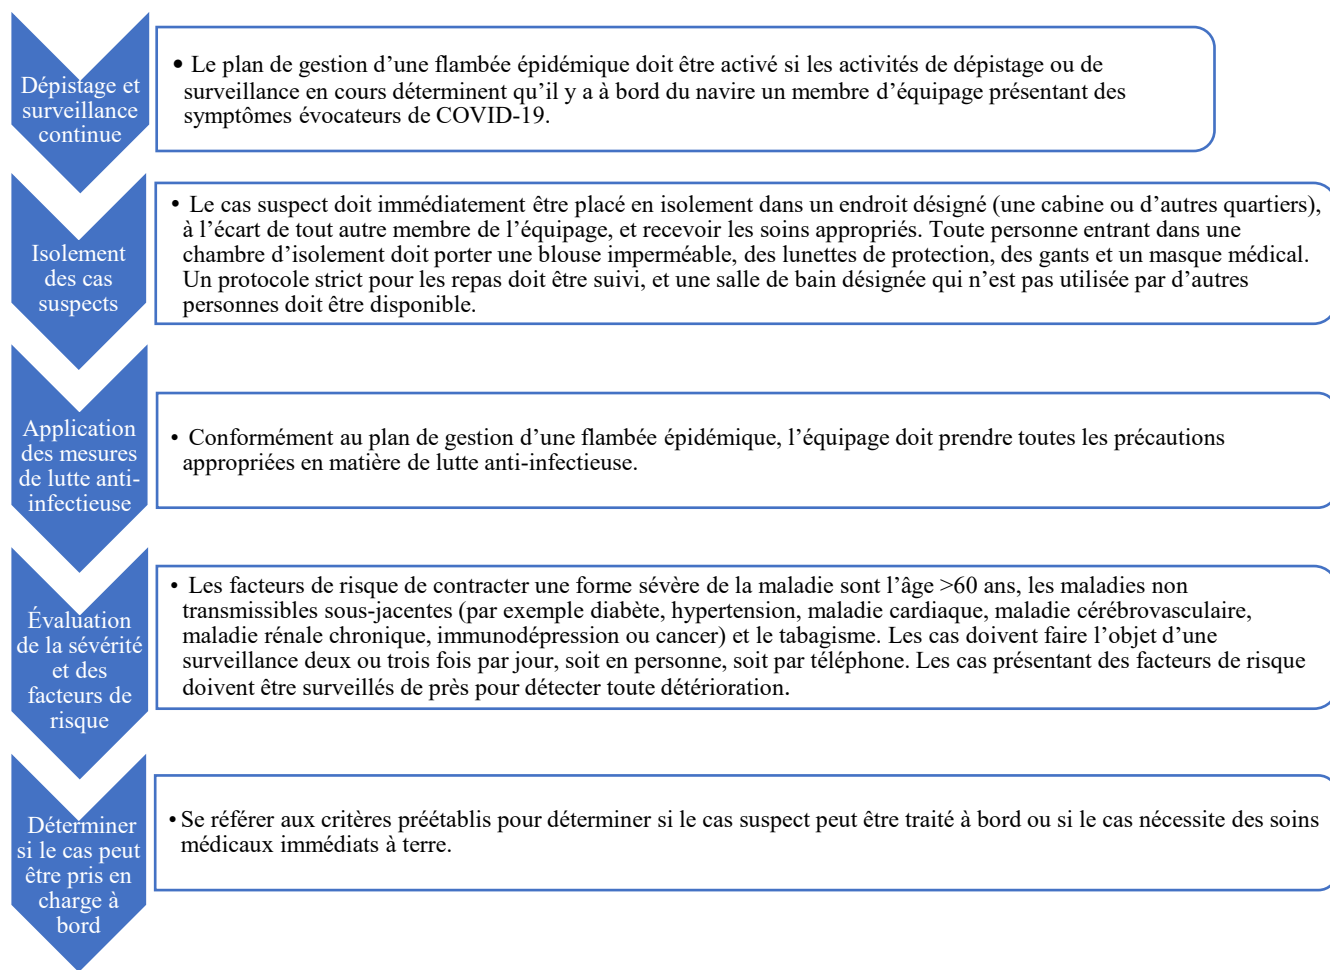 Dépistage et
surveillance
continue
• Le plan de gestion d’une flambée épidémique doit être activé si les activités de dépistage ou de
surveillance en cours déterminent qu’il y a à bord du navire un membre d’équipage présentant des
symptômes évocateurs de COVID-19.
Isolement
des cas
suspects
• Le cas suspect doit immédiatement être placé en isolement dans un endroit désigné (une cabine ou d’autres quartiers),
à l’écart de tout autre membre de l’équipage, et recevoir les soins appropriés. Toute personne entrant dans une
chambre d’isolement doit porter une blouse imperméable, des lunettes de protection, des gants et un masque médical.
Un protocole strict pour les repas doit être suivi, et une salle de bain désignée qui n’est pas utilisée par d’autres
personnes doit être disponible.
Application
des mesures
de lutte anti-
infectieuse
• Conformément au plan de gestion d’une flambée épidémique, l’équipage doit prendre toutes les précautions
appropriées en matière de lutte anti-infectieuse.
Évaluation
de la sévérité
et des
facteurs de
risque
• Les facteurs de risque de contracter une forme sévère de la maladie sont l’âge >60 ans, les maladies non
transmissibles sous-jacentes (par exemple diabète, hypertension, maladie cardiaque, maladie cérébrovasculaire,
maladie rénale chronique, immunodépression ou cancer) et le tabagisme. Les cas doivent faire l’objet d’une
surveillance deux ou trois fois par jour, soit en personne, soit par téléphone. Les cas présentant des facteurs de risque
doivent être surveillés de près pour détecter toute détérioration.
Déterminer
si le cas peut
être pris en
charge à
bord
• Se référer aux critères préétablis pour déterminer si le cas suspect peut être traité à bord ou si le cas nécessite des soins
médicaux immédiats à terre.